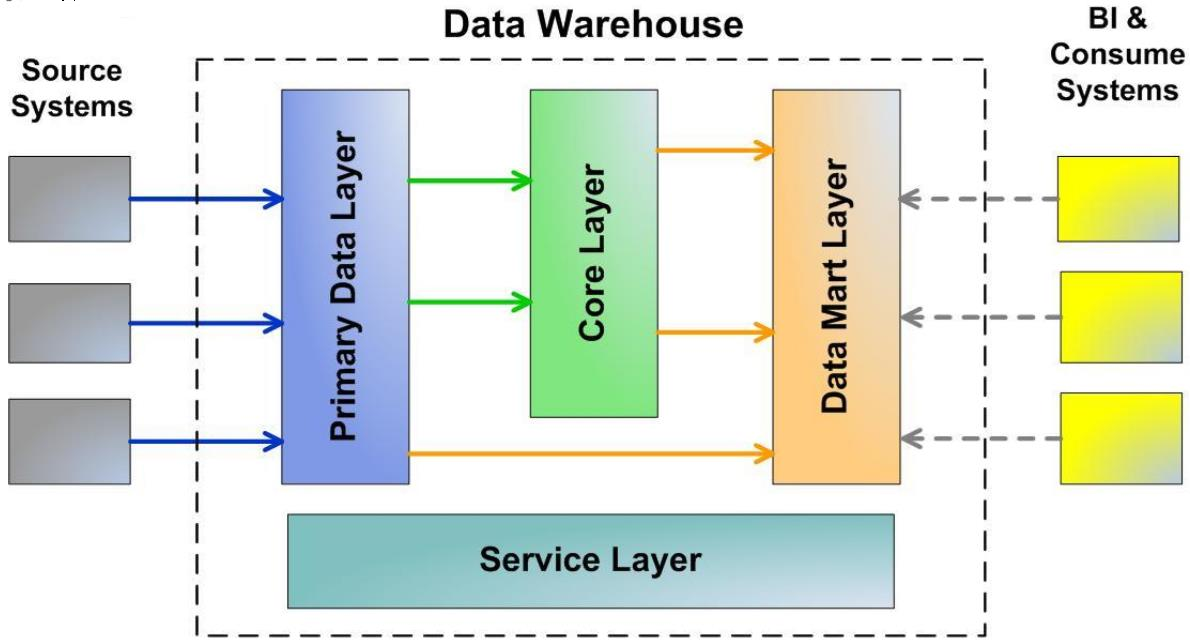 Data Warehouse
Source
Systems
BI &
Consume
Systems
Primary Data Layer
Core Layer
Data Mart Layer
Service Layer